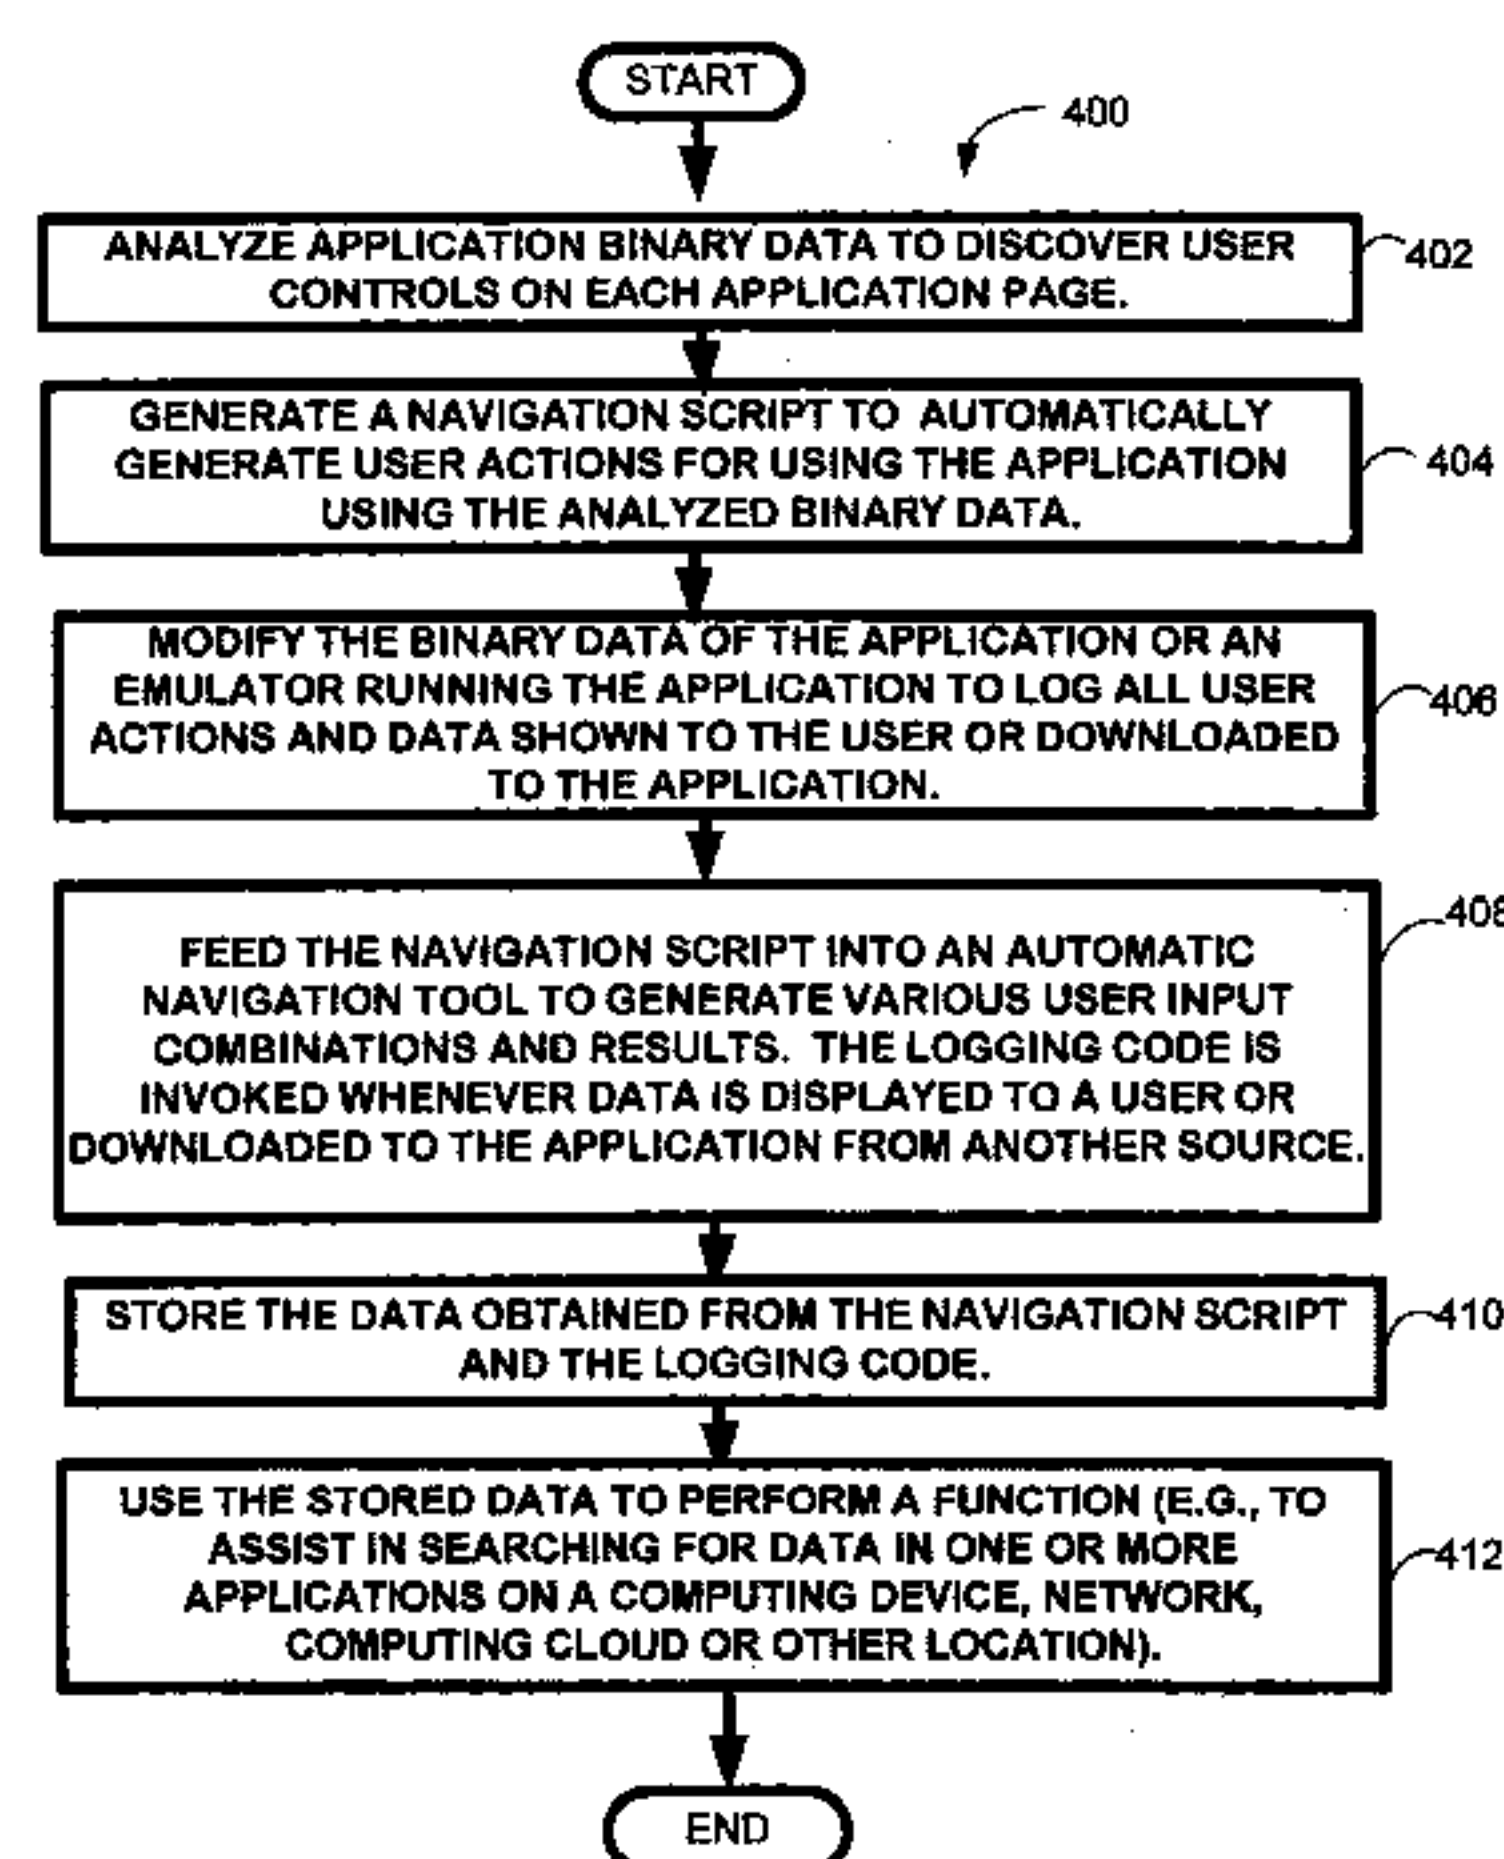 START
400
ANALYZE APPLICATION BINARY DATA TO DISCOVER USER
CONTROLS ON EACH APPLICATION PAGE.
402
GENERATE A NAVIGATION SCRIPT TO AUTOMATICALLY
GENERATE USER ACTIONS FOR USING THE APPLICATION
USING THE ANALYZED BINARY DATA.
404
MODIFY THE BINARY DATA OF THE APPLICATION OR AN
EMULATOR RUNNING THE APPLICATION TO LOG ALL USER
ACTIONS AND DATA SHOWN TO THE USER OR DOWNLOADED
TO THE APPLICATION.
406
FEED THE NAVIGATION SCRIPT INTO AN AUTOMATIC
NAVIGATION TOOL TO GENERATE VARIOUS USER INPUT
COMBINATIONS AND RESULTS. THE LOGGING CODE IS
INVOKED WHENEVER DATA IS DISPLAYED TO A USER OR
DOWNLOADED TO THE APPLICATION FROM ANOTHER SOURCE.
408
STORE THE DATA OBTAINED FROM THE NAVIGATION SCRIPT
AND THE LOGGING CODE.
410
USE THE STORED DATA TO PERFORM A FUNCTION (E.G., TO
ASSIST IN SEARCHING FOR DATA IN ONE OR MORE
APPLICATIONS ON A COMPUTING DEVICE, NETWORK,
COMPUTING CLOUD OR OTHER LOCATION).
412
END